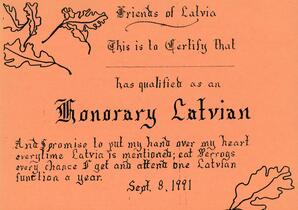 Friends of Latvia
This is to Certify that
has qualified as an
Honorary Latvian
And promise to put my hand over my heart
everytime Latvia is mentioned; eat Perrogs
every chance I get and attend one Latvian
function a year.
Sept. 8, 1991